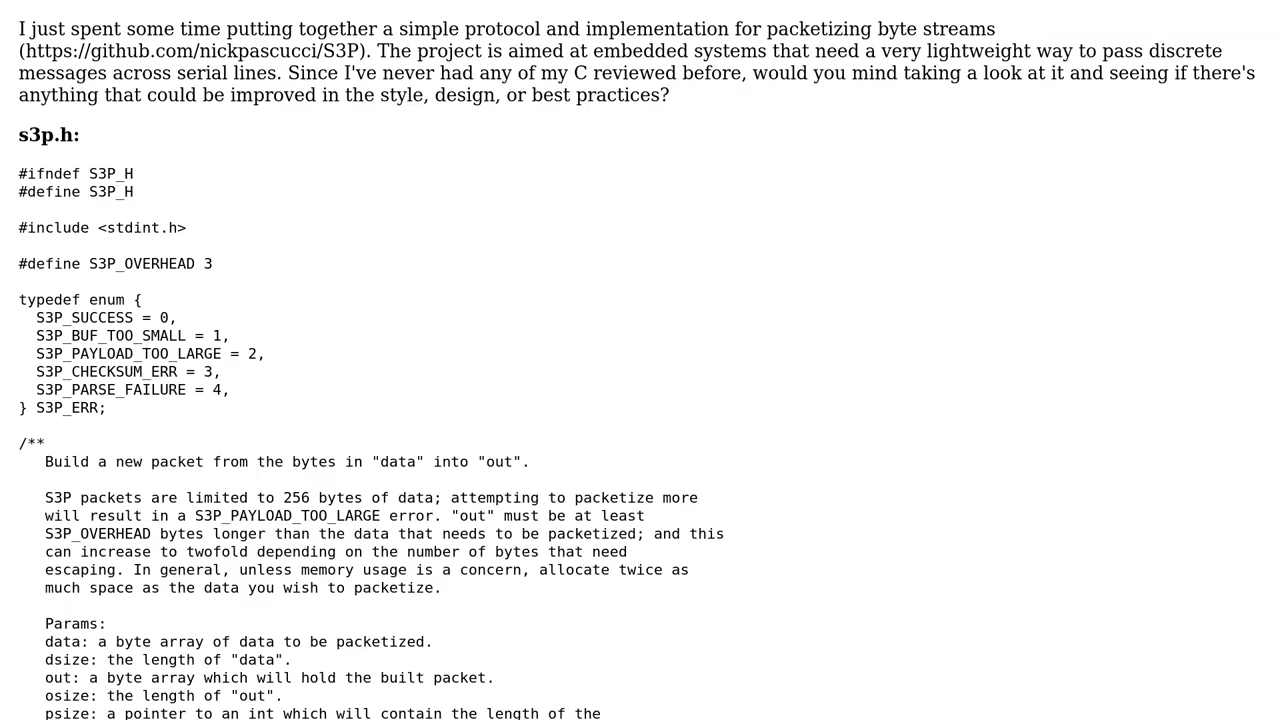 I just spent some time putting together a simple protocol and implementation for packetizing byte streams
(https://github.com/nickpascucci/S3P). The project is aimed at embedded systems that need a very lightweight way to pass discrete
messages across serial lines. Since I've never had any of my C reviewed before, would you mind taking a look at it and seeing if there's
anything that could be improved in the style, design, or best practices?
s3p.h:
#ifndef S3P_H
#define S3P_H
#include <stdint.h>
#define S3P_OVERHEAD 3
typedef enum {
  S3P_SUCCESS = 0,
  S3P_BUF_TOO_SMALL = 1,
  S3P_PAYLOAD_TOO_LARGE = 2,
  S3P_CHECKSUM_ERR = 3,
  S3P_PARSE_FAILURE = 4,
} S3P_ERR;
/**
   Build a new packet from the bytes in "data" into "out".
   S3P packets are limited to 256 bytes of data; attempting to packetize more
   will result in a S3P_PAYLOAD_TOO_LARGE error. "out" must be at least
   S3P_OVERHEAD bytes longer than the data that needs to be packetized; and this
   can increase to twofold depending on the number of bytes that need
   escaping. In general, unless memory usage is a concern, allocate twice as
   much space as the data you wish to packetize.
   Params:
   data: a byte array of data to be packetized.
   dsize: the length of "data".
   out: a byte array which will hold the built packet.
   osize: the length of "out".
   psize: a pointer to an int which will contain the length of the